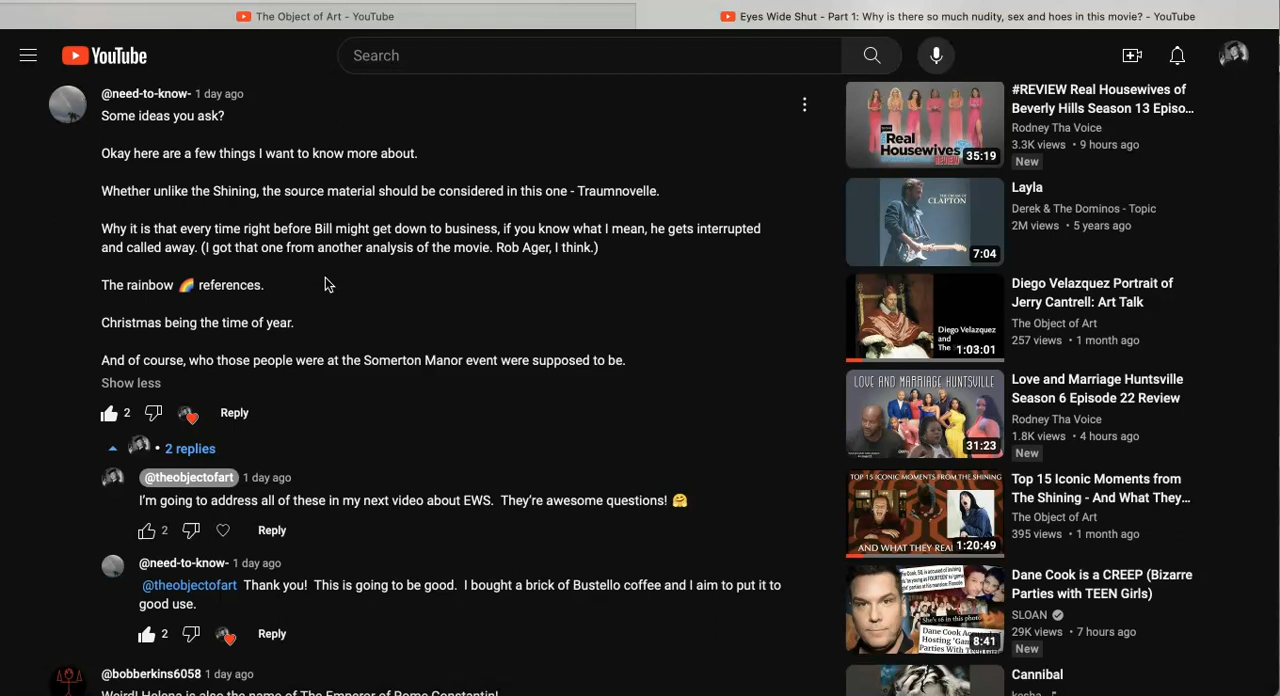 The Object of Art - YouTube
Eyes Wide Shut - Part 1: Why is there so much nudity, sex and hoes in this movie? - YouTube
YouTube
Search
@need-to-know- 1 day ago
Some ideas you ask?
Okay here are a few things I want to know more about.
Whether unlike the Shining, the source material should be considered in this one - Traumnovelle.
Why it is that every time right before Bill might get down to business, if you know what I mean, he gets interrupted
and called away. (I got that one from another analysis of the movie. Rob Ager, I think.)
The rainbow 🌈 references.
Christmas being the time of year.
And of course, who those people were at the Somerton Manor event were supposed to be.
Show less
2 Reply
2 replies
@theobjectofart 1 day ago
I'm going to address all of these in my next video about EWS. They're awesome questions! 🤗
2 Reply
@need-to-know- 1 day ago
@theobjectofart Thank you! This is going to be good. I bought a brick of Bustello coffee and I aim to put it to
good use.
2 Reply
@bobberkins6058 1 day ago
Weird! Helena is also the name of The Emperor of Rome Constantin!
Real
Housewives
REVIEW
35:19
#REVIEW Real Housewives of
Beverly Hills Season 13 Episo...
Rodney Tha Voice
3.3K views • 9 hours ago
New
CLAPTON
7:04
Layla
Derek & The Dominos - Topic
2M views • 5 years ago
Diego Velazquez
and
The
1:03:01
Diego Velazquez Portrait of
Jerry Cantrell: Art Talk
The Object of Art
257 views • 1 month ago
LOVE AND MARRIAGE HUNTSVILLE
31:23
Love and Marriage Huntsville
Season 6 Episode 22 Review
Rodney Tha Voice
1.8K views • 4 hours ago
New
TOP 15 ICONIC MOMENTS FROM THE SHINING
AND WHAT THEY REAL
1:20:49
Top 15 Iconic Moments from
The Shining - And What They...
The Object of Art
395 views • 1 month ago
She's 16 in this photo
Dane Cook
Hosting 'Gam
Parties With Teen Girl
8:41
Dane Cook is a CREEP (Bizarre
Parties with TEEN Girls)
SLOAN
29K views • 7 hours ago
New
Cannibal